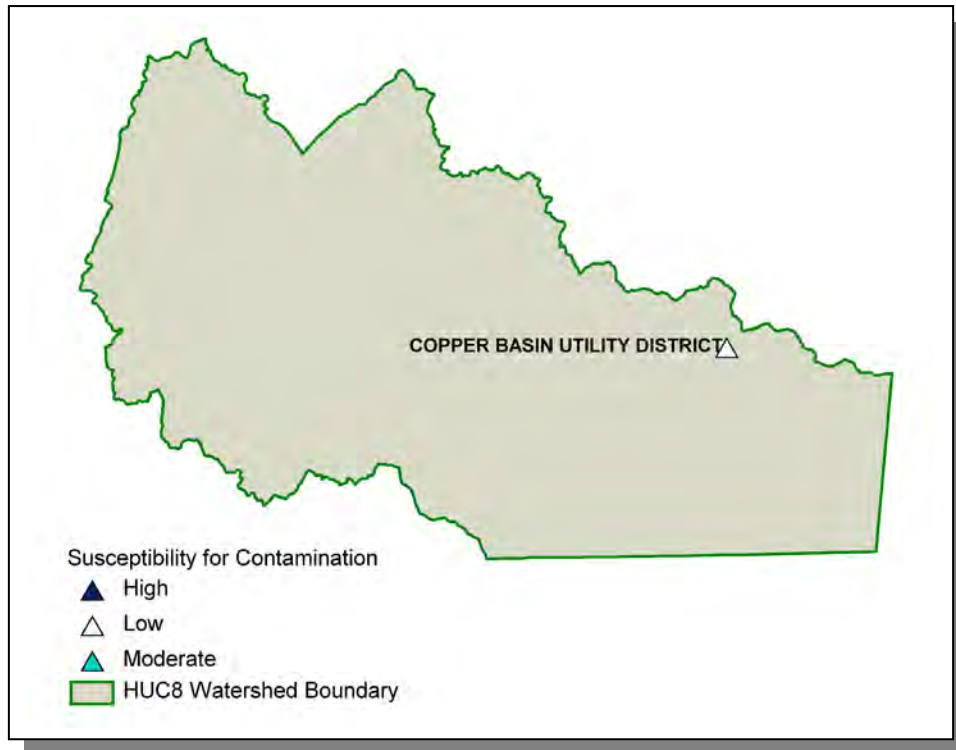 COPPER BASIN UTILITY DISTRICT
Susceptibility for Contamination
High
Low
Moderate
HUC8 Watershed Boundary